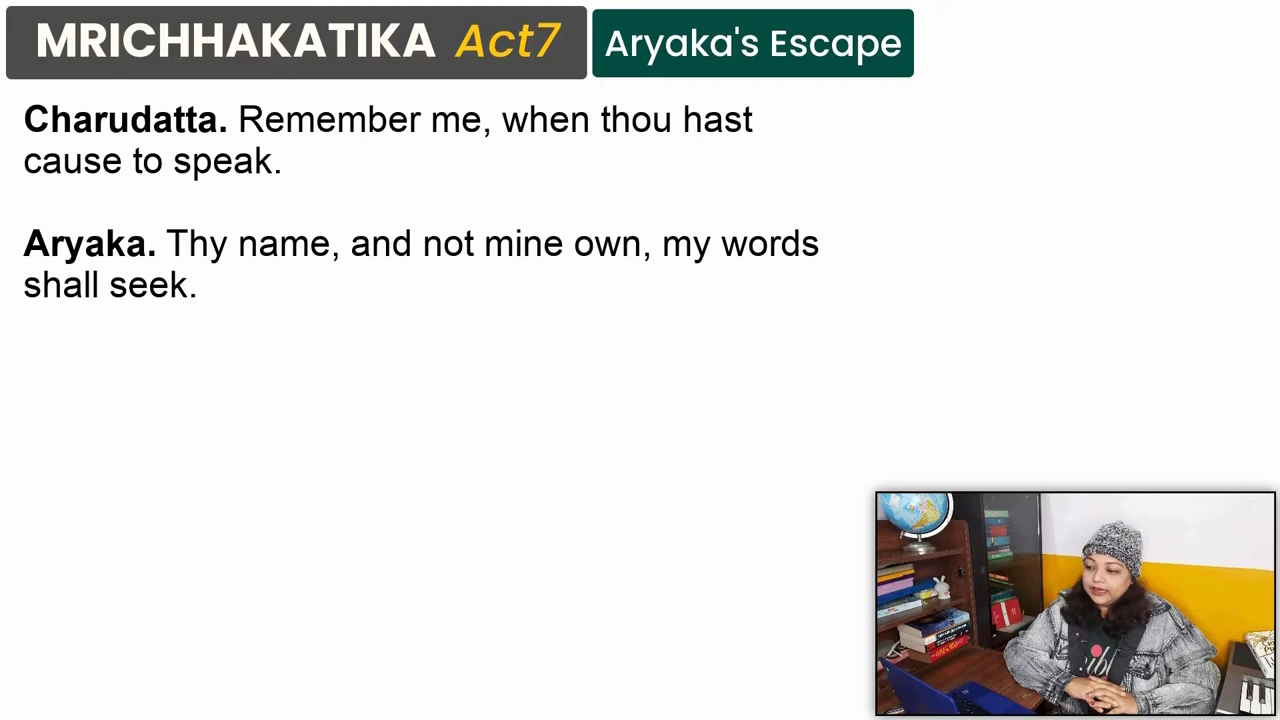 MRICHHAKATIKA Act7 Aryaka's Escape
Charudatta. Remember me, when thou hast
cause to speak.
Aryaka. Thy name, and not mine own, my words
shall seek.